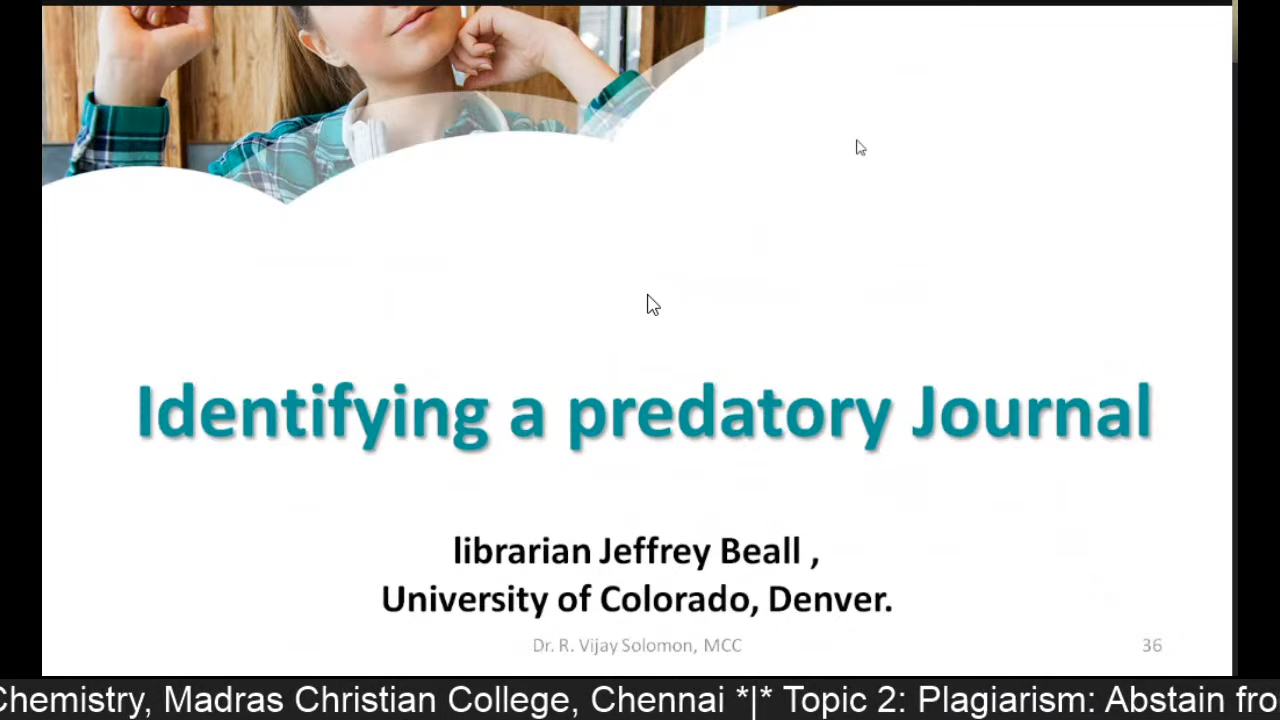 Identifying a predatory Journal
librarian Jeffrey Beall ,
University of Colorado, Denver.
Dr. R. Vijay Solomon, MCC
36
Chemistry, Madras Christian College, Chennai *|* Topic 2: Plagiarism: Abstain fro